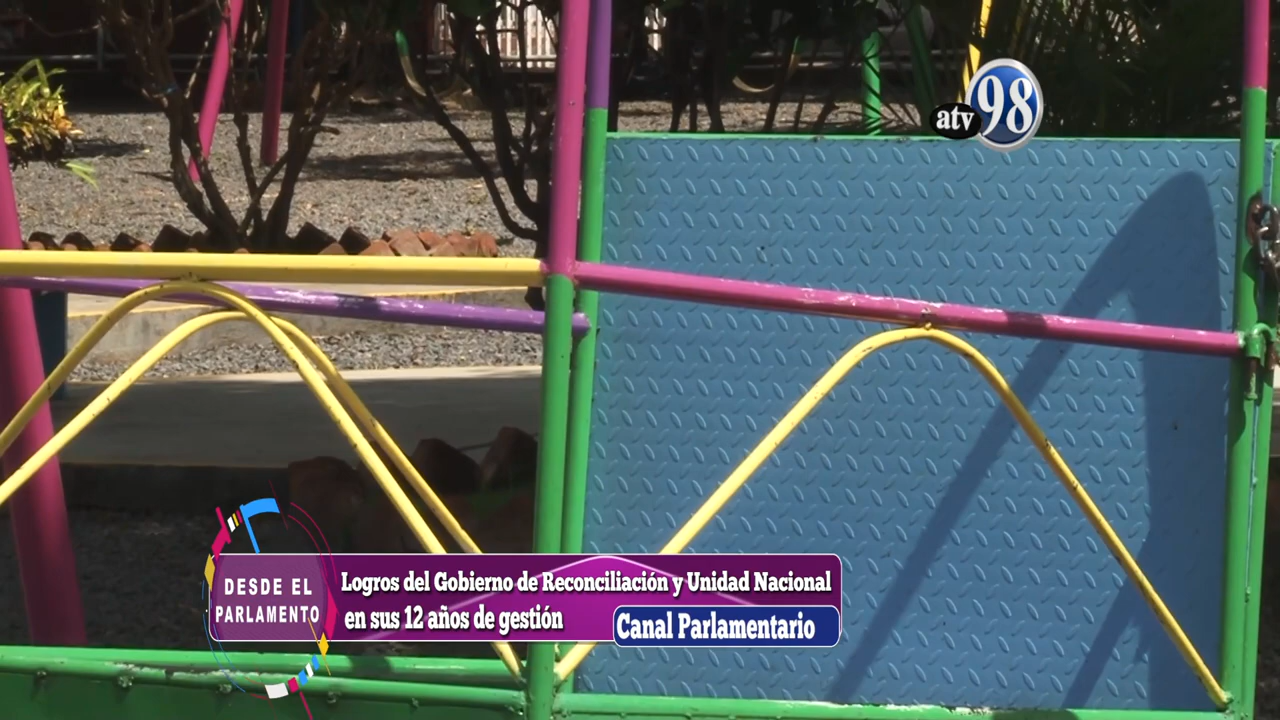 atv 98
DESDE EL
PARLAMENTO
Logros del Gobierno de Reconciliación y Unidad Nacional
en sus 12 años de gestión
Canal Parlamentario